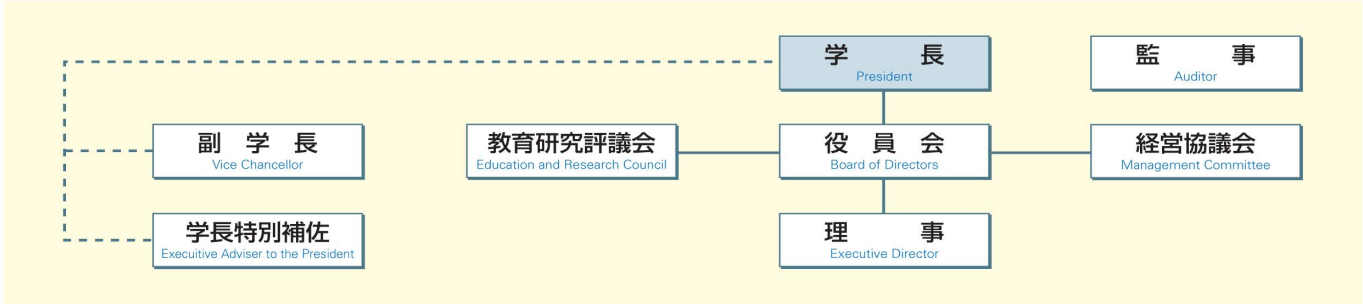 学 長
President
監 事
Auditor
副 学 長
Vice Chancellor
教育研究評議会
Education and Research Council
役 員 会
Board of Directors
経営協議会
Management Committee
学長特別補佐
Execuitive Adviser to the President
理 事
Executive Director